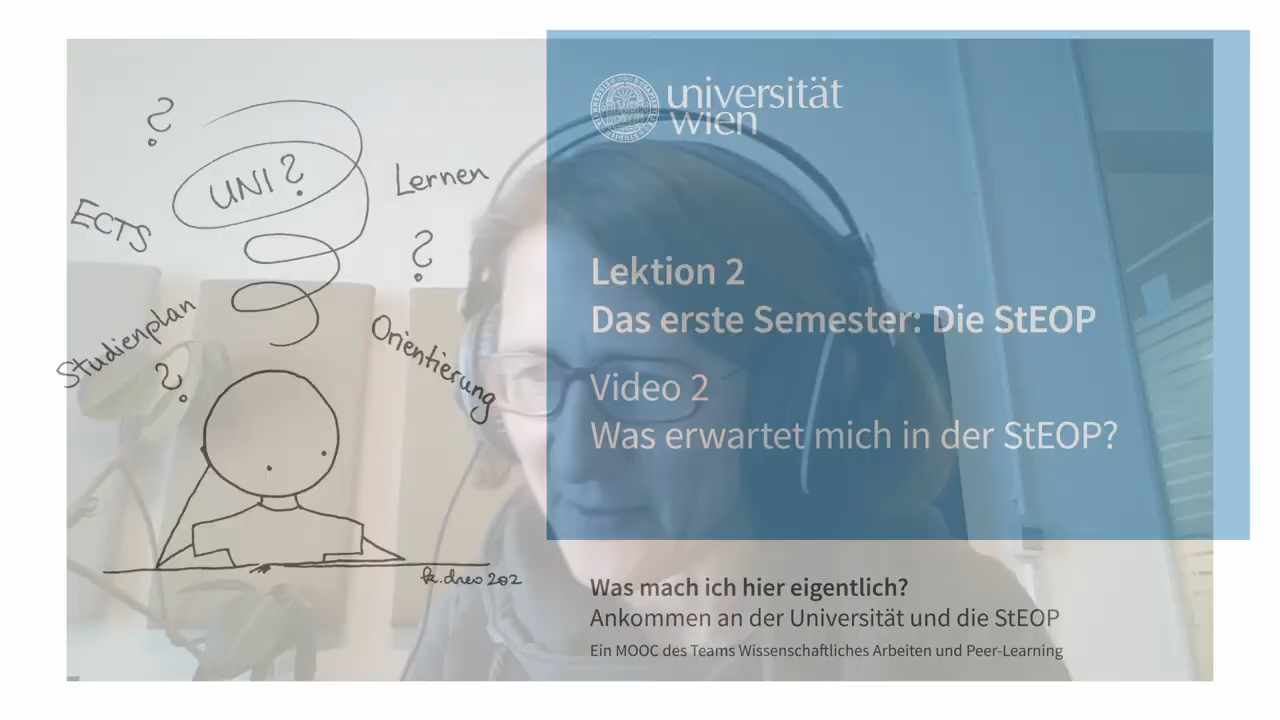 ?
UNI?
Lernen
ECTS
?
Studienplan
?
Orientierung
universität
wien
Lektion 2
Das erste Semester: Die StEOP
Video 2
Was erwartet mich in der StEOP?
Was mach ich hier eigentlich?
Ankommen an der Universität und die StEOP
Ein MOOC des Teams Wissenschaftliches Arbeiten und Peer-Learning